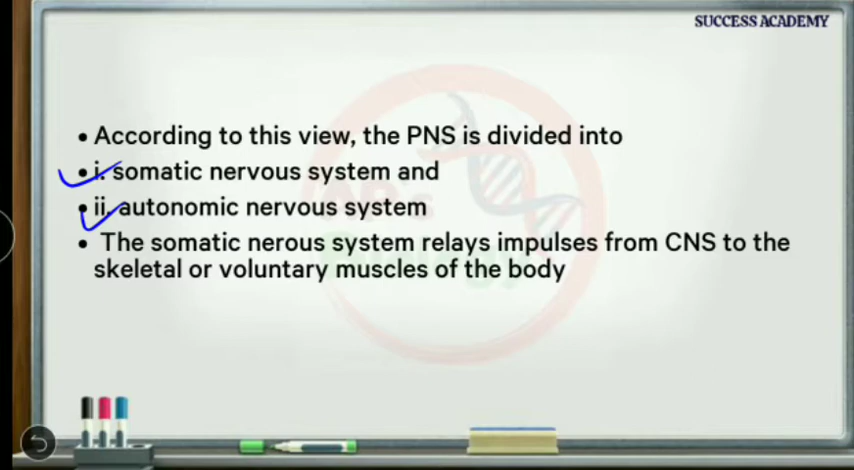 SUCCESS ACADEMY
• According to this view, the PNS is divided into
• i. somatic nervous system and
• ii. autonomic nervous system
• The somatic nerous system relays impulses from CNS to the
skeletal or voluntary muscles of the body